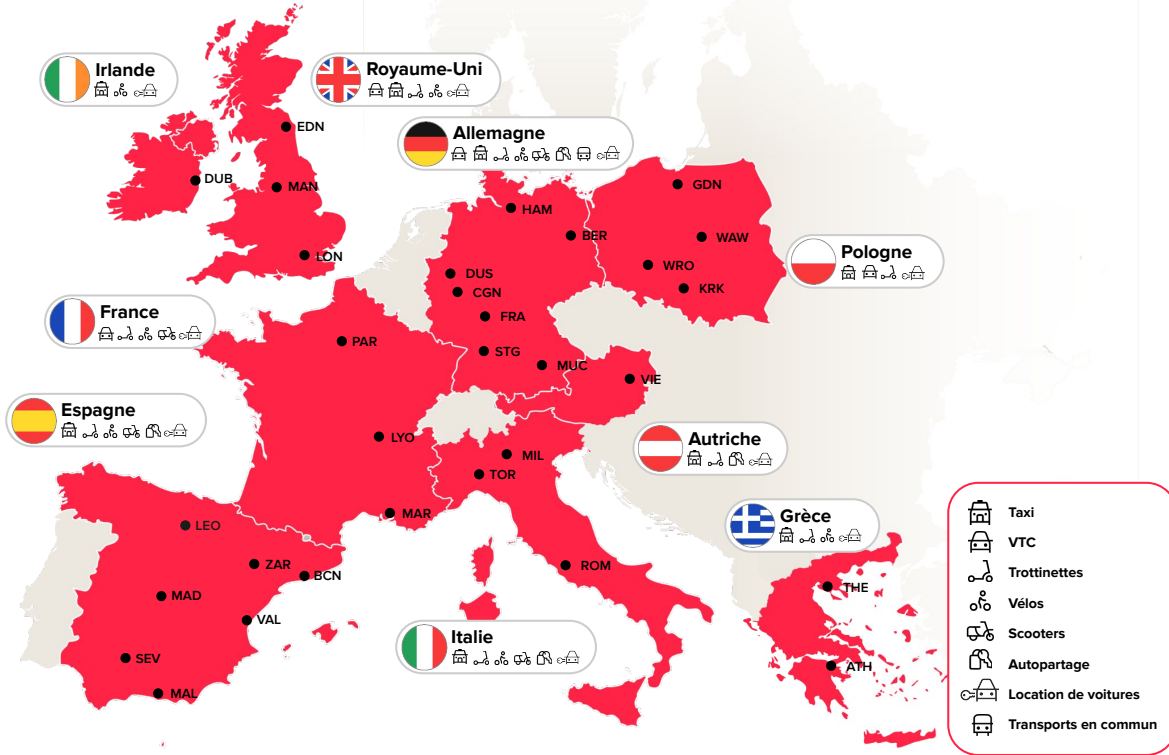 Irlande
Royaume-Uni
EDN
Allemagne
DUB
MAN
GDN
HAM
BER
WAW
LON
Pologne
WRO
DUS
KRK
CGN
France
FRA
PAR
STG
MUC
VIE
Espagne
LYO
Autriche
MIL
TOR
MAR
Grèce
LEO
Taxi
VTC
ZAR
ROM
BCN
Trottinettes
THE
MAD
Vélos
VAL
Scooters
Italie
SEV
Autopartage
ATH
MAL
Location de voitures
Transports en commun